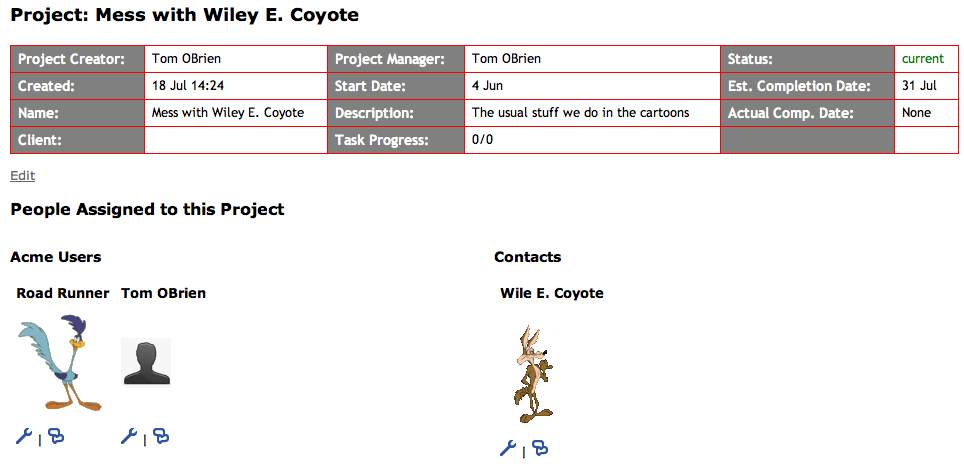 Project: Mess with Wiley E. Coyote
Project Creator: Tom OBrien Project Manager: Tom OBrien Status: current
Created: 18 Jul 14:24 Start Date: 4 Jun Est. Completion Date: 31 Jul
Name: Mess with Wiley E. Coyote Description: The usual stuff we do in the cartoons Actual Comp. Date: None
Client: Task Progress: 0/0
Edit
People Assigned to this Project
Acme Users Contacts
Road Runner Tom OBrien Wile E. Coyote
| | |